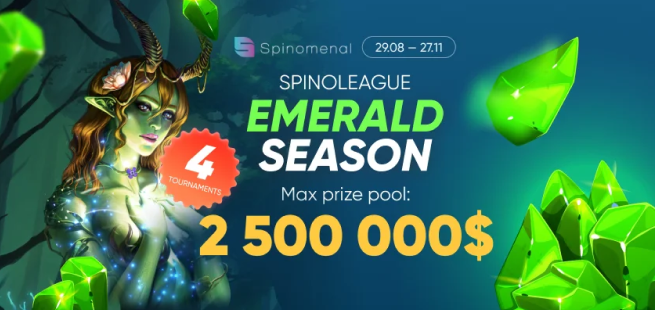 Spinomenal
29.08 — 27.11
SPINOLEAGUE
EMERALD
SEASON
4
TOURNAMENTS
Max prize pool:
2 500 000$